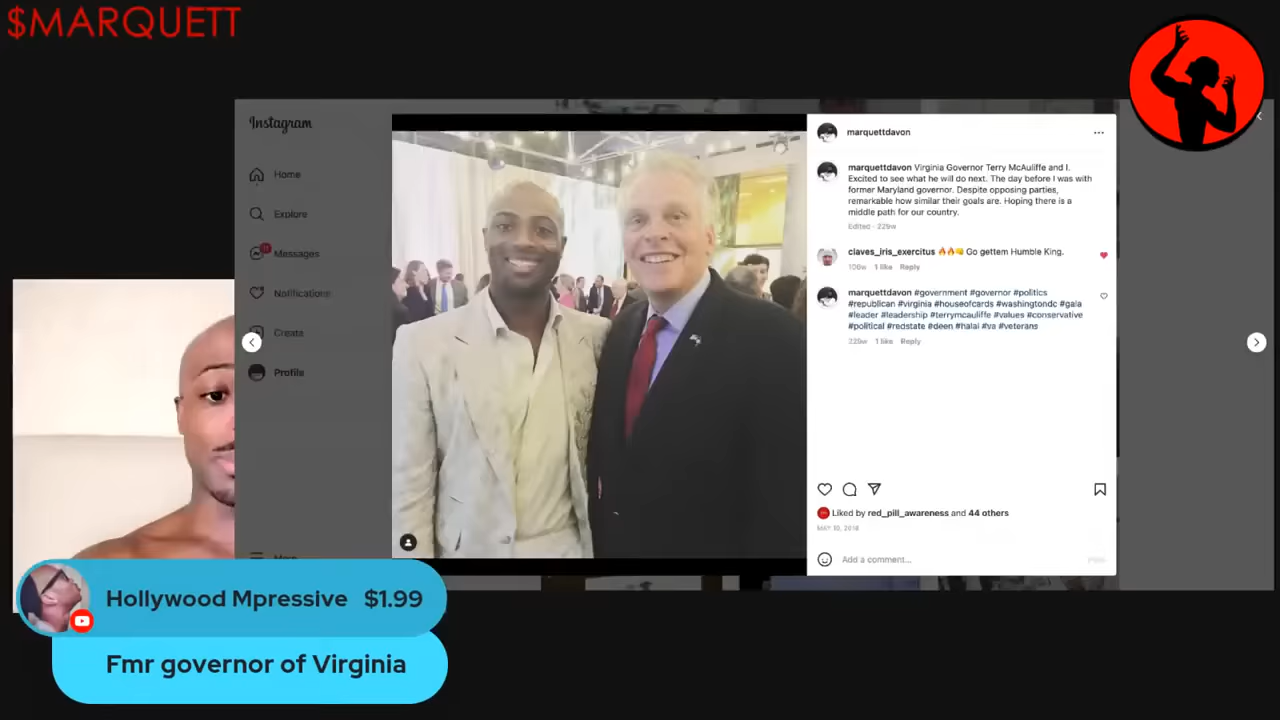 $MARQUETT
Instagram
Home
Explore
Messages
Notifications
Create
Profile
marquettdavon
marquettdavon Virginia Governor Terry McAuliffe and I.
Excited to see what he will do next. The day before I was with
former Maryland governor. Despite opposing parties,
remarkable how similar their goals are. Hoping there is a
middle path for our country.
Edited · 229w
claves_iris_exercitus 🔥🔥🤜 Go gettem Humble King.
109w 1 like Reply
marquettdavon #government #governor #politics
#republican #virginia #houseofcards #washingtondc #gala
#leader #leadership #terrymcauliffe #values #conservative
#political #redstate #deen #halal #va #veterans
229w 1 like Reply
Liked by red_pill_awareness and 44 others
Add a comment...
Hollywood Mpressive $1.99
Fmr governor of Virginia